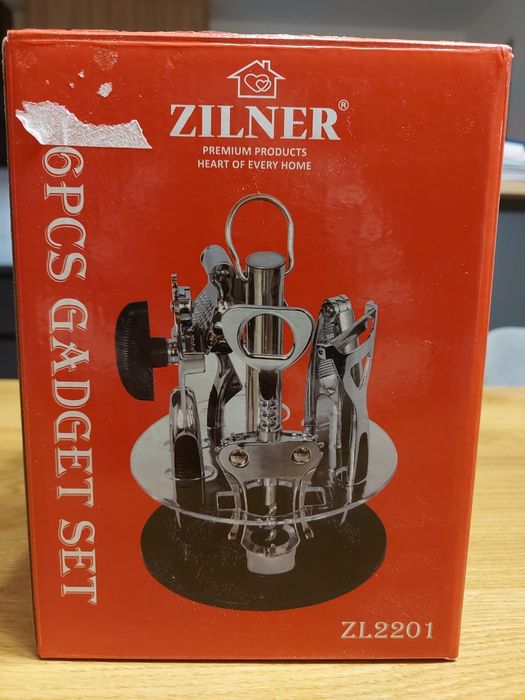 ZILNER®
PREMIUM PRODUCTS
HEART OF EVERY HOME
6PCS GADGET SET
ZL2201